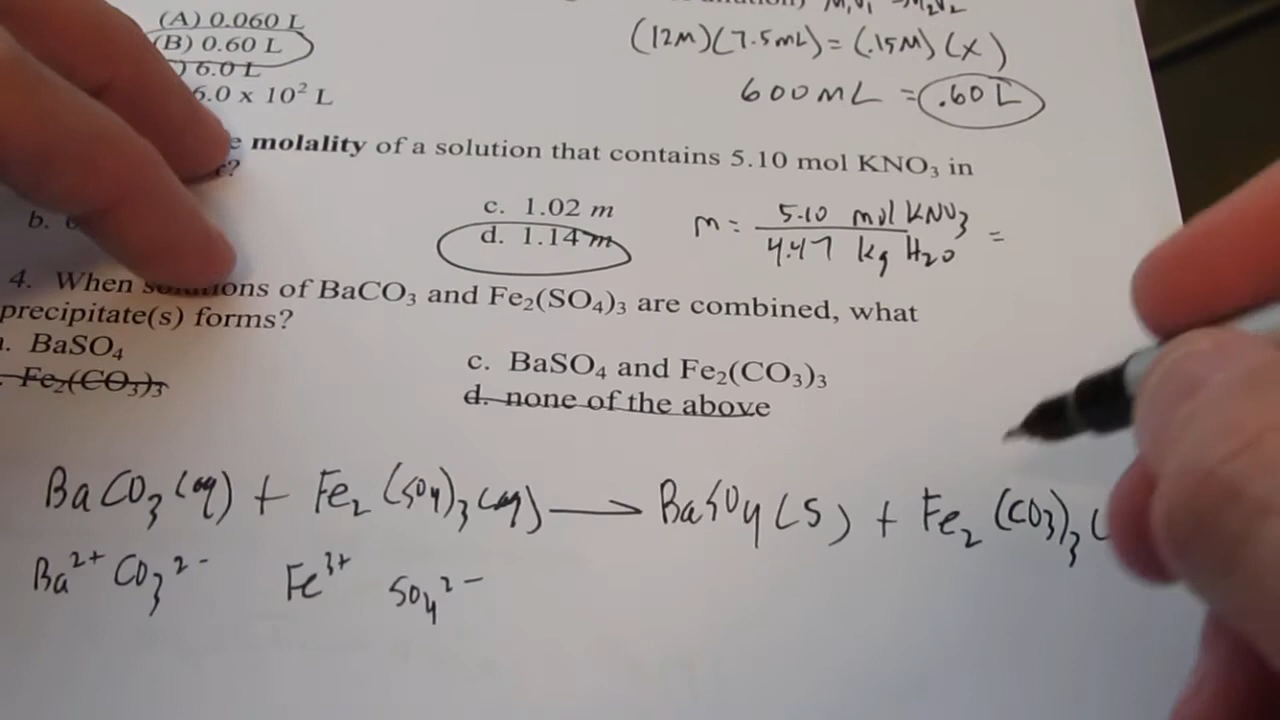 (A) 0.060 L
(B) 0.60 L
) 6.0 L
6.0 x 10² L
M₁V₁ = M₂V₂
(12M)(7.5mL) = (.15M)(x)
600mL = .60L
e molality of a solution that contains 5.10 mol KNO₃ in
?
b.
c. 1.02 m
d. 1.14 m
m = 5.10 mol KNO3 =
4.47 kg H₂O
4. When solutions of BaCO₃ and Fe₂(SO₄)₃ are combined, what
precipitate(s) forms?
. BaSO₄
. Fe₂(CO₃)₃
c. BaSO₄ and Fe₂(CO₃)₃
d. none of the above
BaCO₃(aq) + Fe₂(SO₄)₃(aq) → BaSO₄(s) + Fe₂(CO₃)₃(
Ba²⁺ CO₃²⁻ Fe³⁺ SO₄²⁻